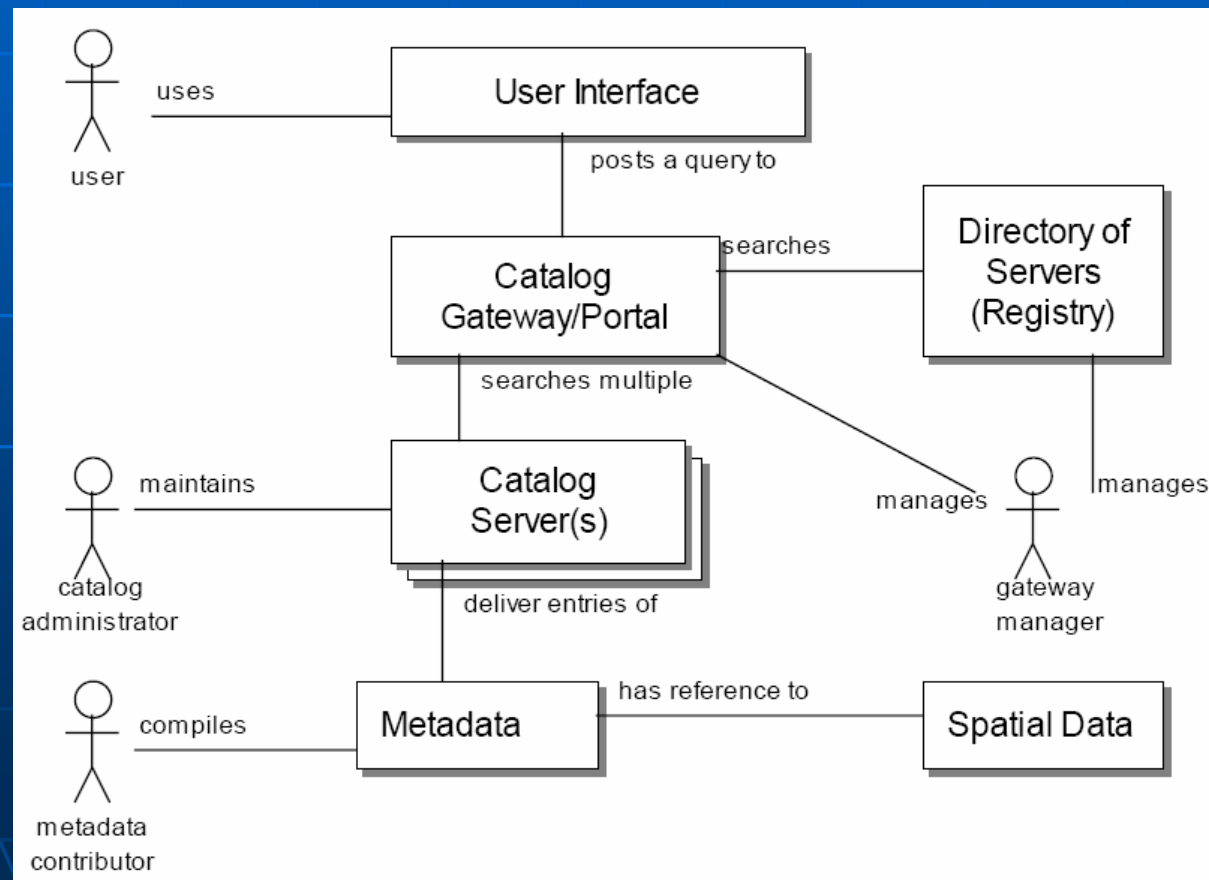 uses
User Interface
user
posts a query to
searches
Directory of
Servers
(Registry)
Catalog
Gateway/Portal
searches multiple
maintains
Catalog
Server(s)
manages
manages
catalog
administrator
deliver entries of
gateway
manager
compiles
Metadata
has reference to
Spatial Data
metadata
contributor